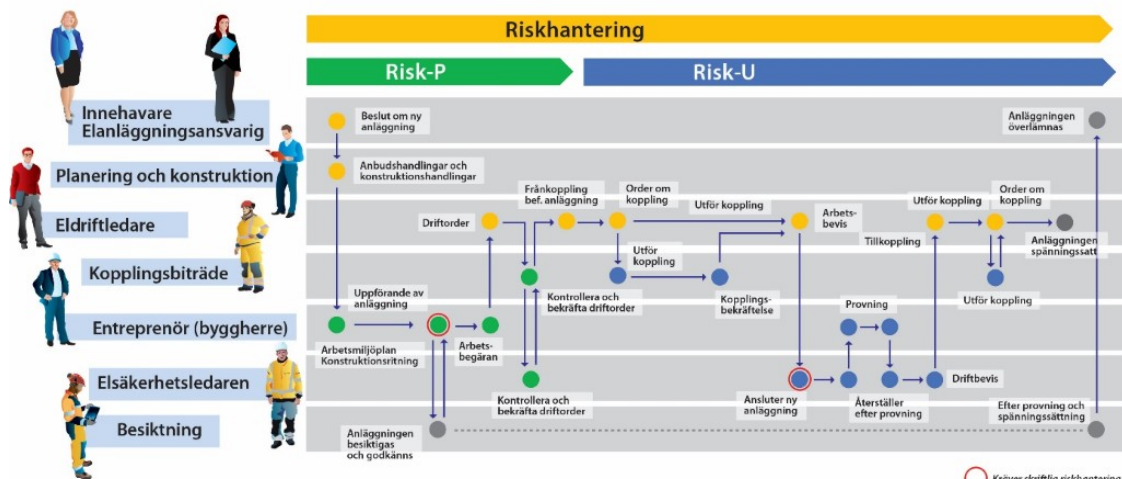 Riskhantering
Risk-P
Risk-U
Innehavare
Elanläggningsansvarig
Planering och konstruktion
Eldriftledare
Kopplingsbiträde
Entreprenör (byggherre)
Elsäkerhetsledaren
Besiktning
Beslut om ny
anläggning
Anläggningen
överlämnas
Anbudshandlingar och
konstruktionshandlingar
Driftorder
Frånkoppling
bef. anläggning
Order om
koppling
Utför koppling
Arbets-
bevis
Utför koppling
Order om
koppling
Tillkoppling
Anläggningen
spänningssatt
Utför
koppling
Kontrollera och
bekräfta driftorder
Kopplings-
bekräftelse
Utför koppling
Uppförande av
anläggning
Arbetsmiljöplan
Konstruktionsritning
Arbets-
begäran
Provning
Kontrollera och
bekräfta driftorder
Ansluter ny
anläggning
Återställer
efter provning
Driftbevis
Anläggningen
besiktigas
och godkänns
Efter provning och
spänningssättning
Kräver skriftlig riskhantering